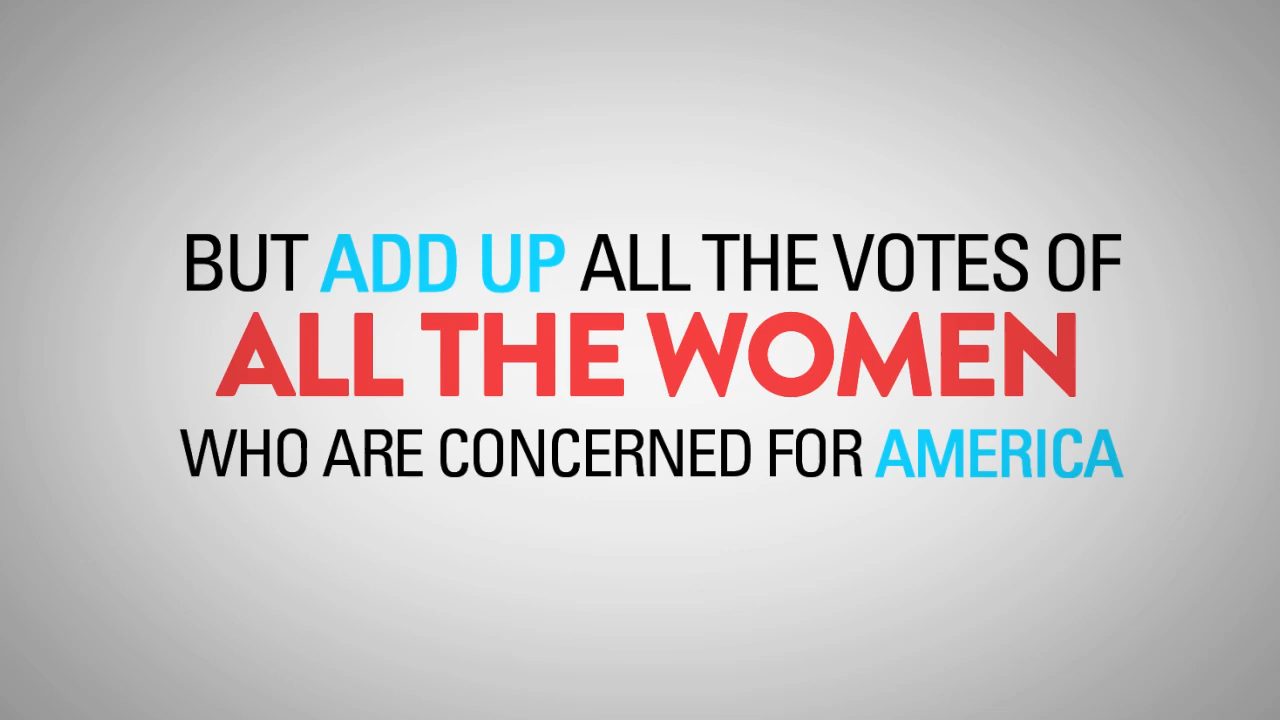 BUT ADD UP ALL THE VOTES OF
ALL THE WOMEN
WHO ARE CONCERNED FOR AMERICA